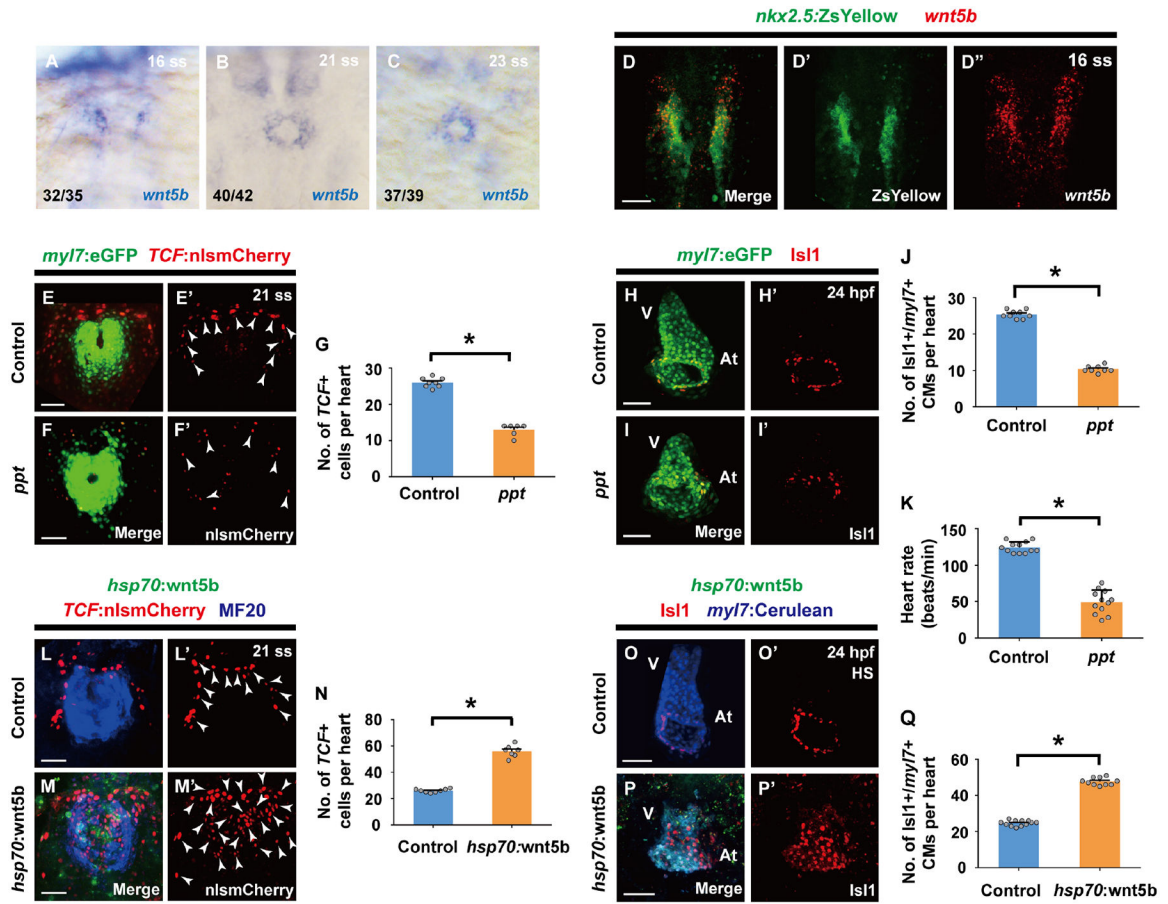 nkx2.5:ZsYellow wnt5b
A 16 ss
B 21 ss
C 23 ss
D D' D'' 16 ss
32/35 wnt5b
40/42 wnt5b
37/39 wnt5b
Merge ZsYellow wnt5b
myl7:eGFP TCF:nlsmCherry
E E' 21 ss
Control
F F'
ppt
Merge nlsmCherry
G
*
No. of TCF+
cells per heart
30
20
10
0
Control ppt
myl7:eGFP Isl1
H H' 24 hpf
V
At
Control
I I'
V
At
ppt
Merge Isl1
J
*
No. of Isl1+/myl7+
CMs per heart
30
20
10
0
Control ppt
K
*
Heart rate
(beats/min)
150
100
50
0
Control ppt
hsp70:wnt5b
TCF:nlsmCherry MF20
L L' 21 ss
Control
M M'
hsp70:wnt5b
Merge nlsmCherry
N
*
No. of TCF+
cells per heart
80
60
40
20
0
Control hsp70:wnt5b
hsp70:wnt5b
Isl1 myl7:Cerulean
O O' 24 hpf
HS
V
At
Control
P P'
V
At
hsp70:wnt5b
Merge Isl1
Q
*
No. of Isl1+/myl7+
CMs per heart
60
40
20
0
Control hsp70:wnt5b